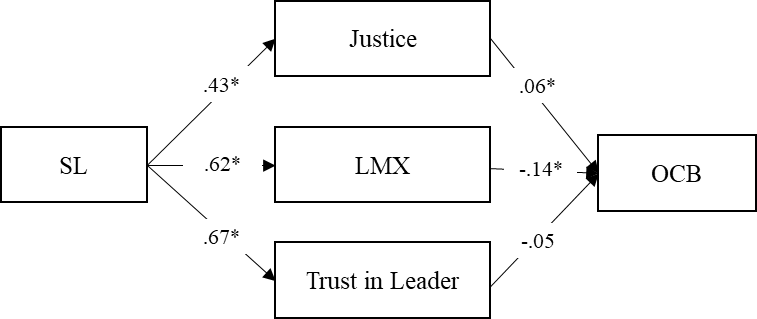 Justice
.43*
.06*
SL
.62*
LMX
-.14*
OCB
.67*
-.05
Trust in Leader